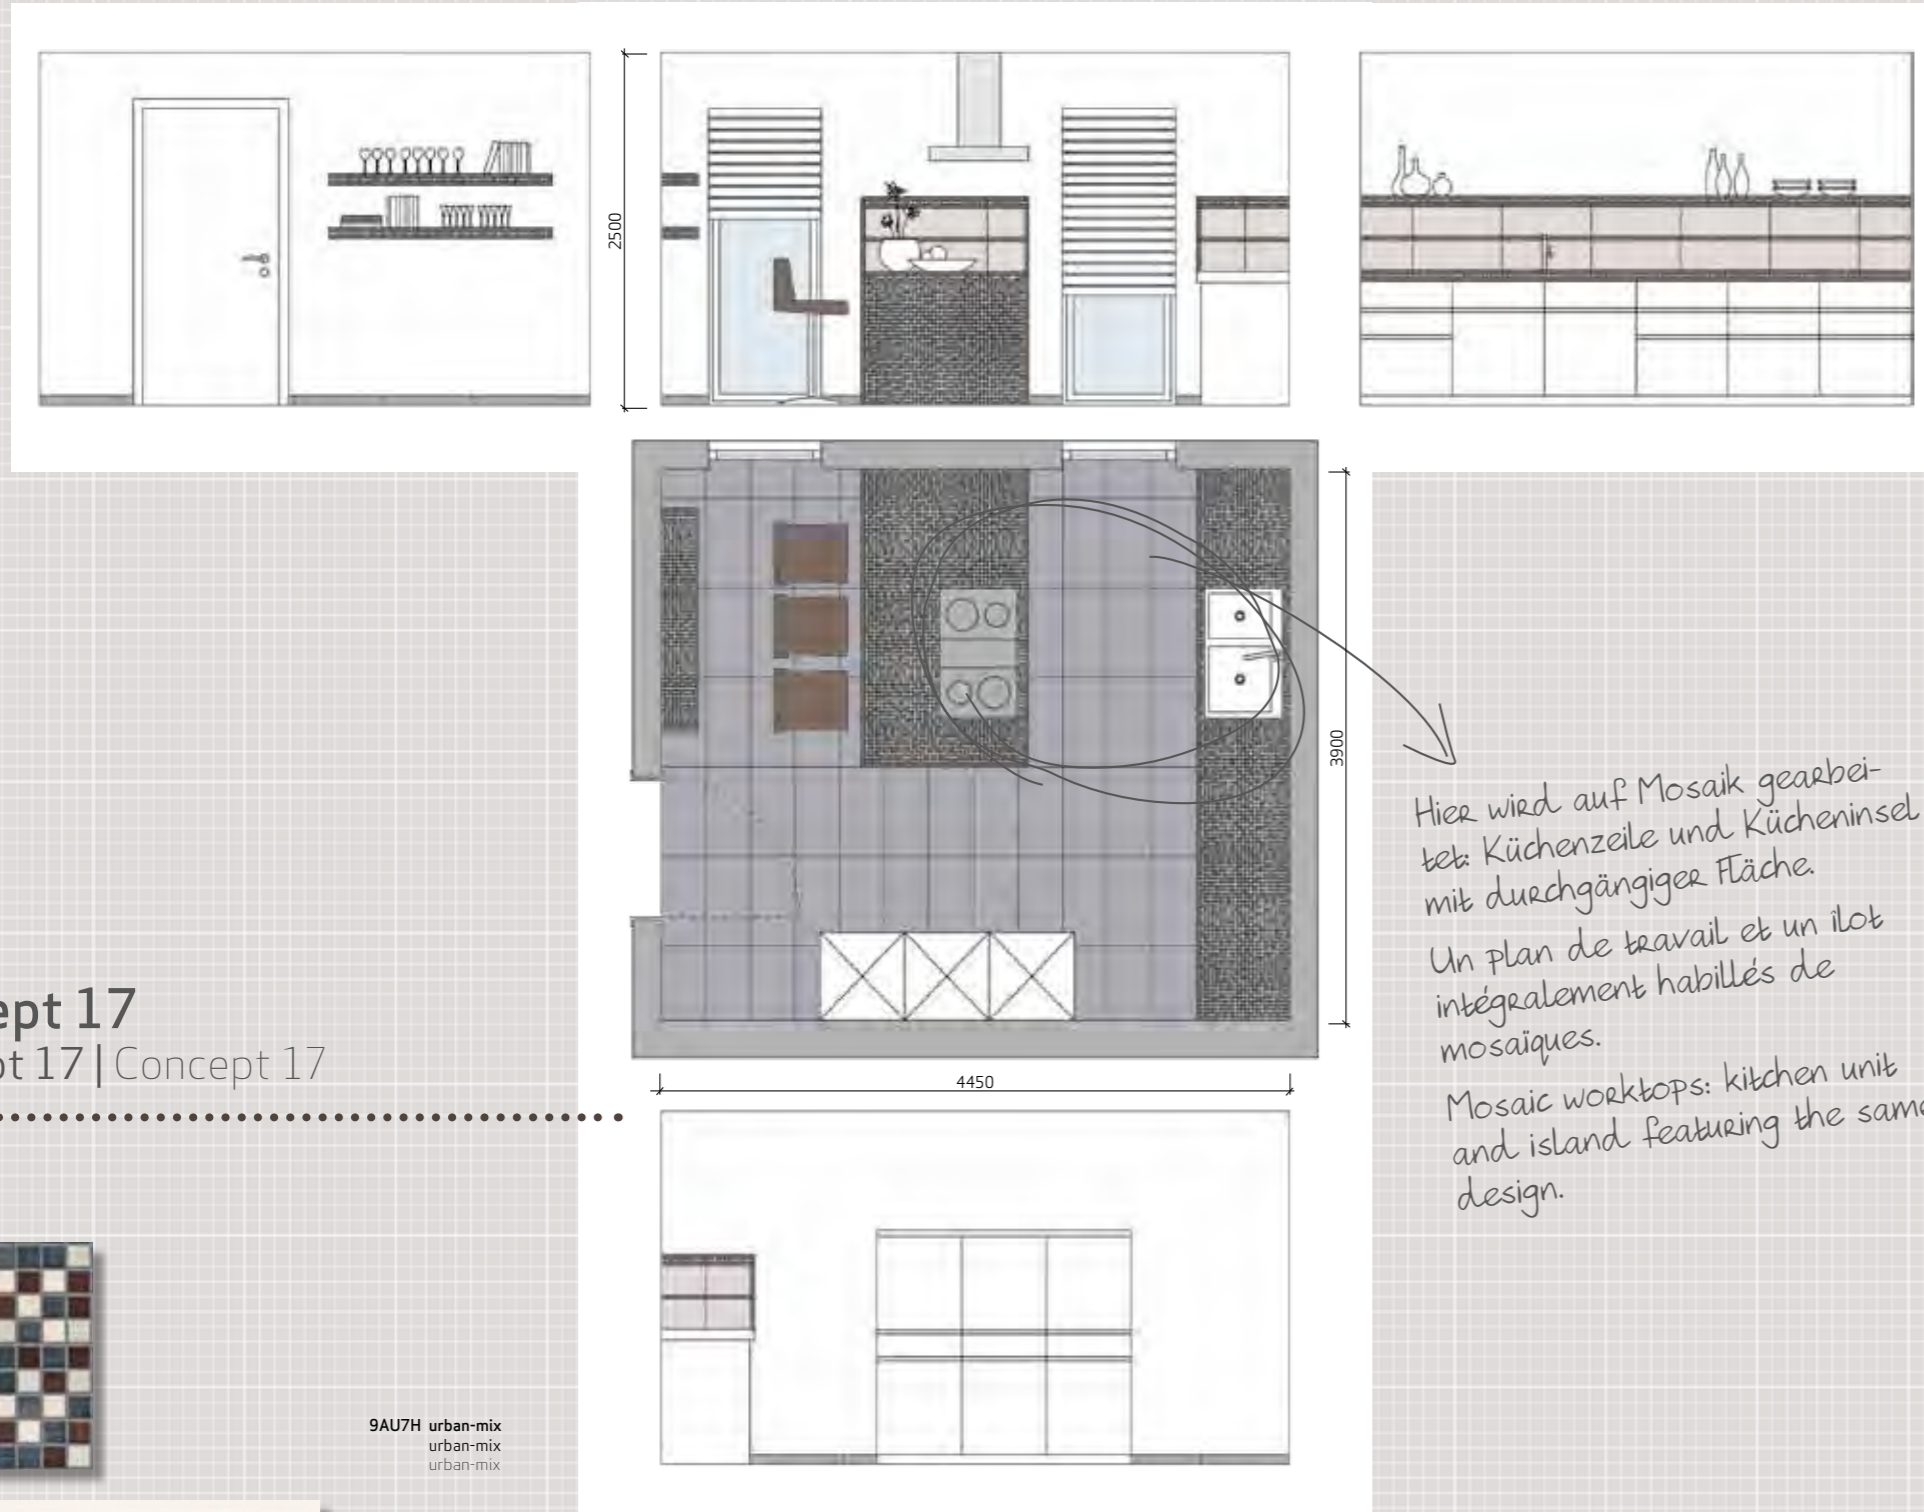 2500
3900
4450
Hier wird auf Mosaik gearbei-
tet: Küchenzeile und Kücheninsel
mit durchgängiger Fläche.
Un plan de travail et un îlot
intégralement habillés de
mosaïques.
Mosaic worktops: kitchen unit
and island featuring the same
design.
ept 17
pt 17 | Concept 17
9AU7H urban-mix
urban-mix
urban-mix